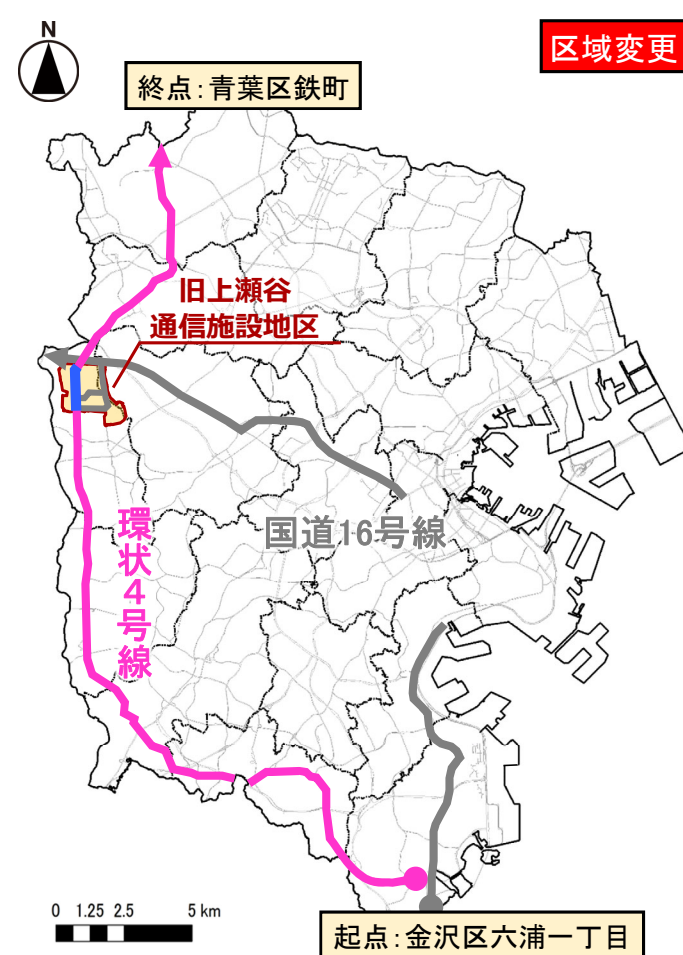 N
区域変更
終点:青葉区鉄町
旧上瀬谷
通信施設地区
国道16号線
環状4号線
0 1.25 2.5 5 km
起点:金沢区六浦一丁目